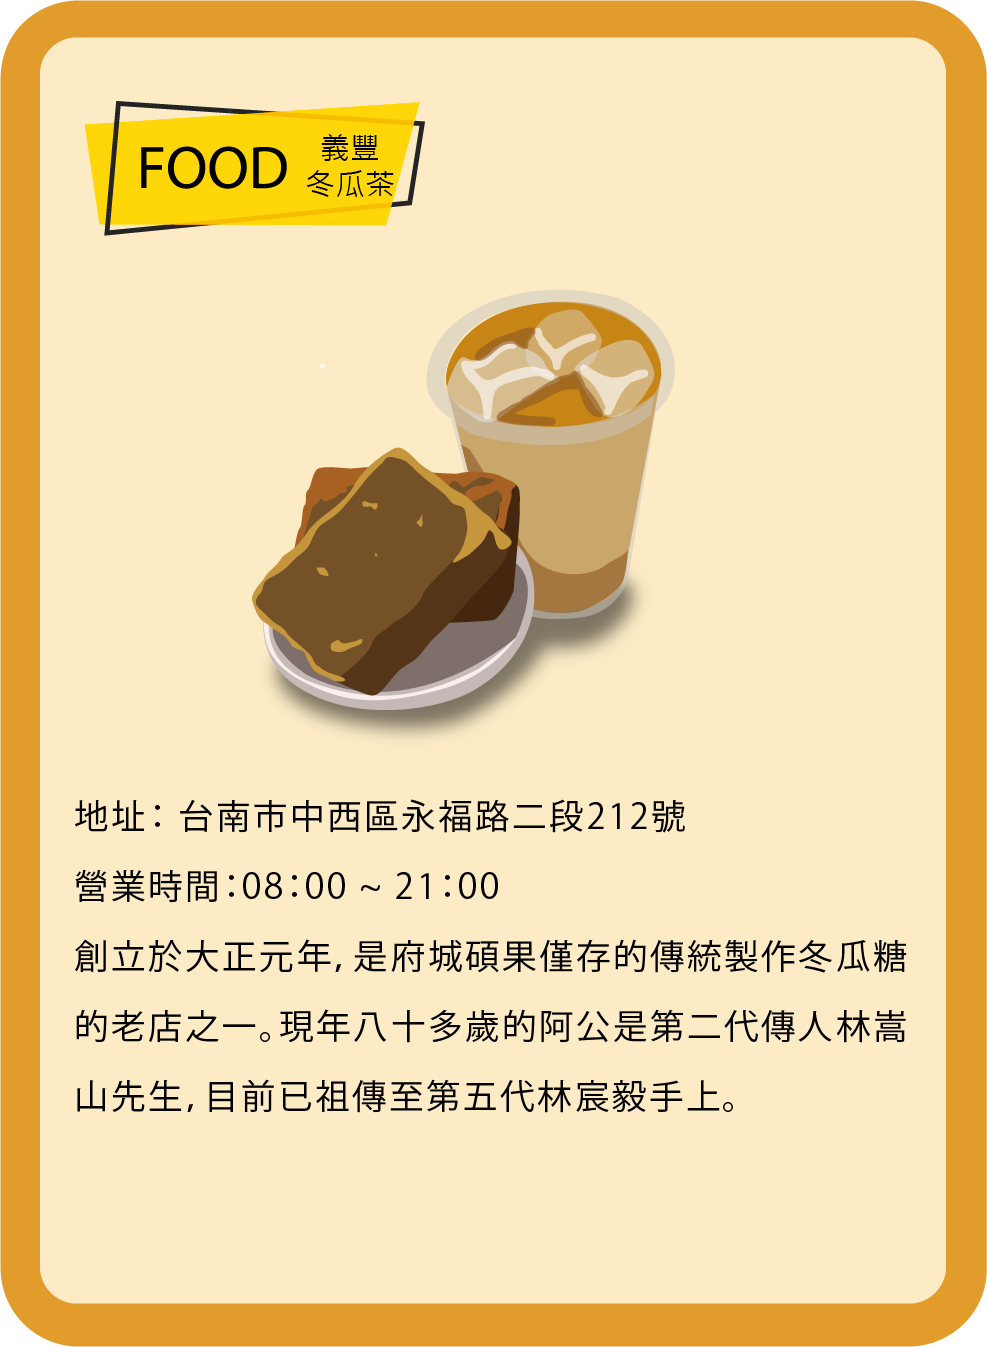 FOOD
義豐
冬瓜茶
地址：台南市中西區永福路二段212號
營業時間：08：00 ~ 21：00
創立於大正元年，是府城碩果僅存的傳統製作冬瓜糖
的老店之一。現年八十多歲的阿公是第二代傳人林嵩
山先生，目前已祖傳至第五代林宸毅手上。